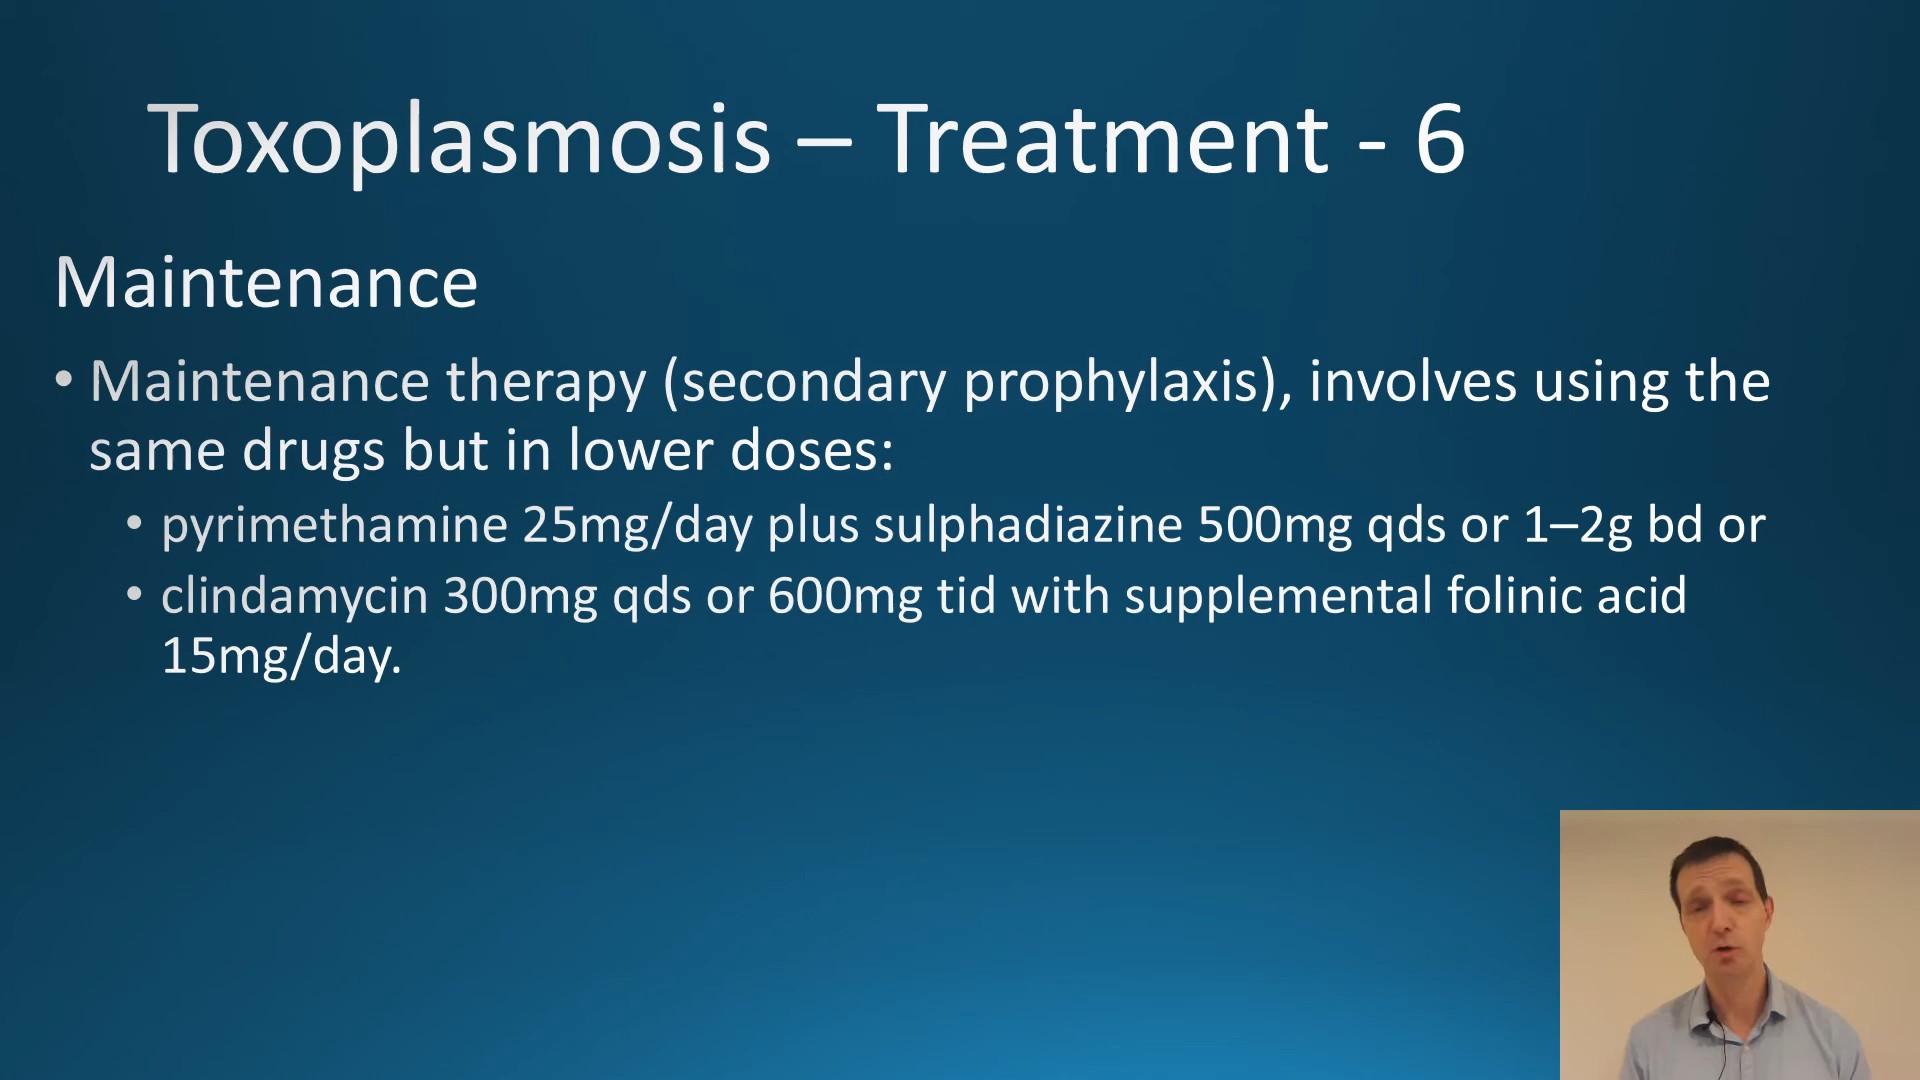 Toxoplasmosis – Treatment - 6
Maintenance
• Maintenance therapy (secondary prophylaxis), involves using the
same drugs but in lower doses:
• pyrimethamine 25mg/day plus sulphadiazine 500mg qds or 1–2g bd or
• clindamycin 300mg qds or 600mg tid with supplemental folinic acid
15mg/day.